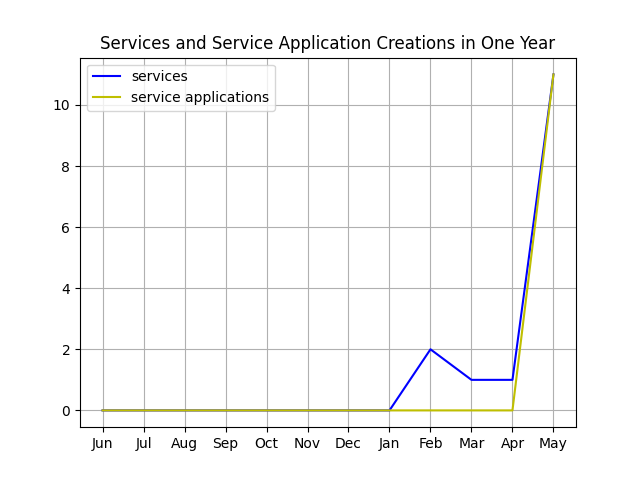 Services and Service Application Creations in One Year
services
service applications
10
8
6
4
2
0
Jun Jul Aug Sep Oct Nov Dec Jan Feb Mar Apr May